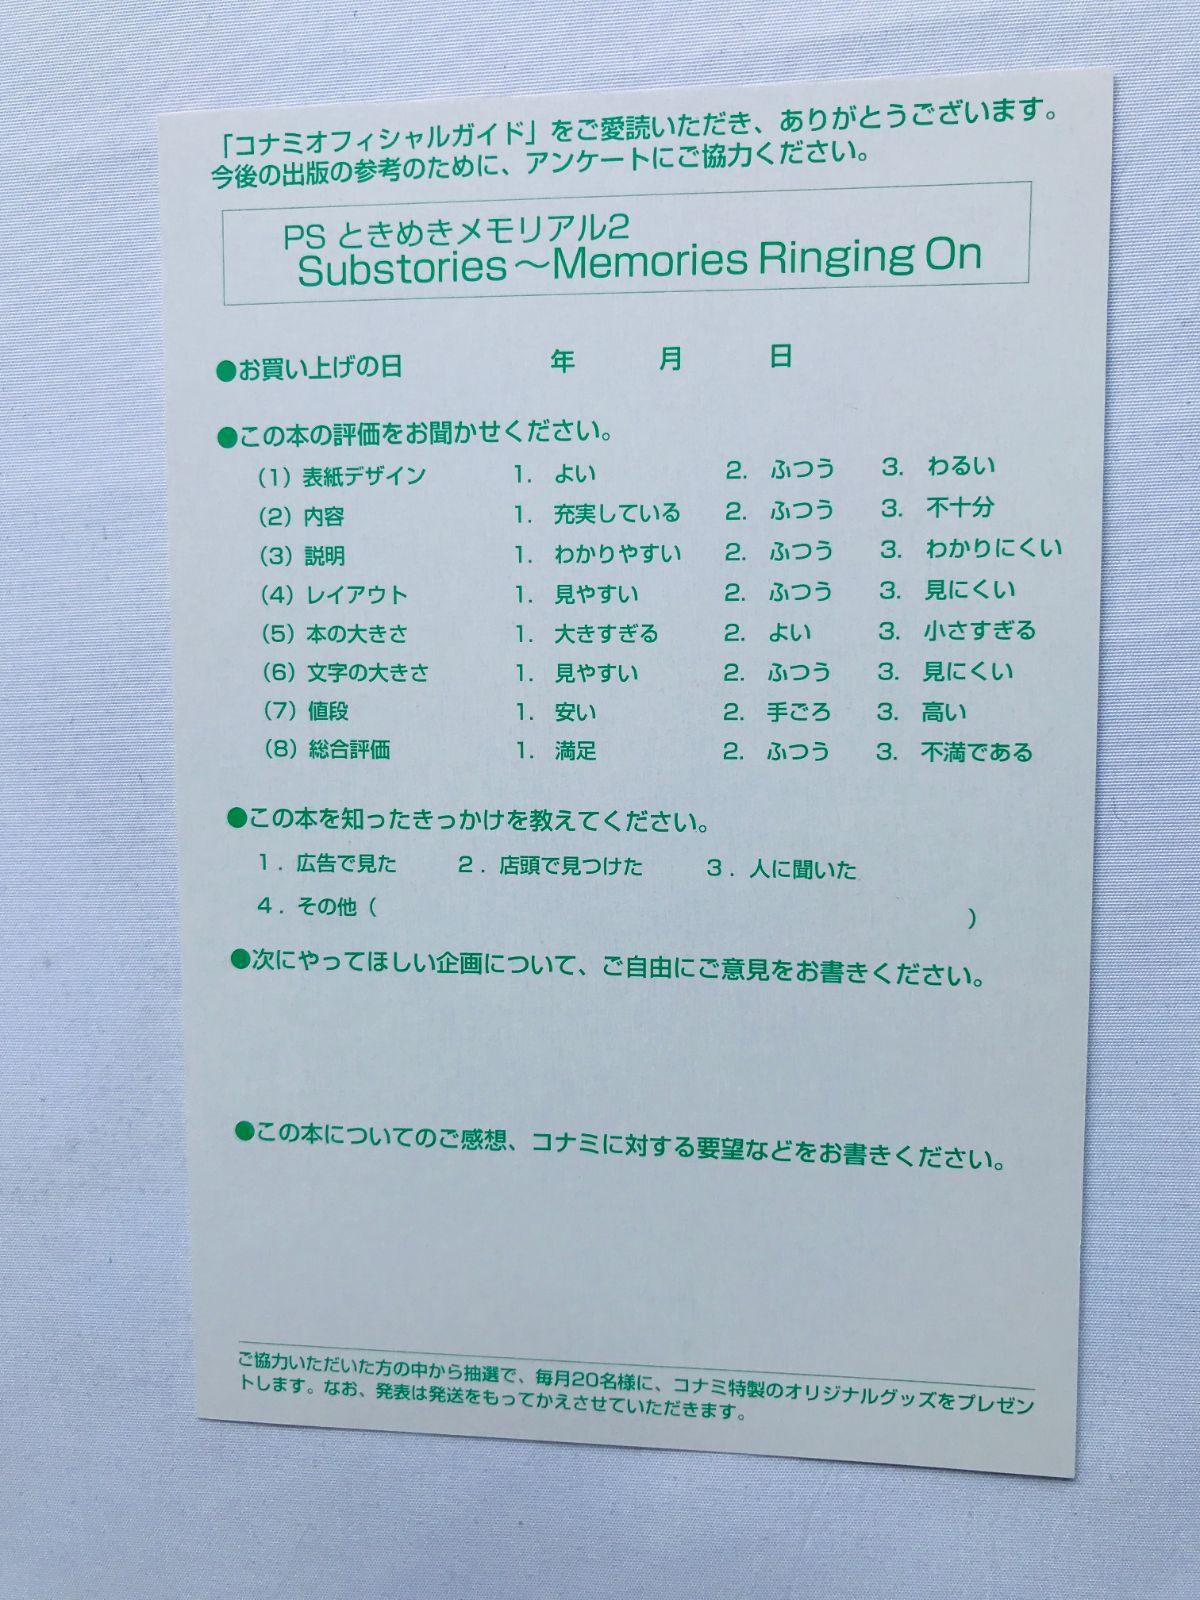 「コナミオフィシャルガイド」をご愛読いただき、ありがとうございます。
今後の出版の参考のために、アンケートにご協力ください。
PS ときめきメモリアル2
Substories〜Memories Ringing On
●お買い上げの日 年 月 日
●この本の評価をお聞かせください。
(1) 表紙デザイン 1. よい 2. ふつう 3. わるい
(2) 内容 1. 充実している 2. ふつう 3. 不十分
(3) 説明 1. わかりやすい 2. ふつう 3. わかりにくい
(4) レイアウト 1. 見やすい 2. ふつう 3. 見にくい
(5) 本の大きさ 1. 大きすぎる 2. よい 3. 小さすぎる
(6) 文字の大きさ 1. 見やすい 2. ふつう 3. 見にくい
(7) 値段 1. 安い 2. 手ごろ 3. 高い
(8) 総合評価 1. 満足 2. ふつう 3. 不満である
●この本を知ったきっかけを教えてください。
1．広告で見た 2．店頭で見つけた 3．人に聞いた
4．その他（ ）
●次にやってほしい企画について、ご自由にご意見をお書きください。
●この本についてのご感想、コナミに対する要望などをお書きください。
ご協力いただいた方の中から抽選で、毎月20名様に、コナミ特製のオリジナルグッズをプレゼン
トします。なお、発表は発送をもってかえさせていただきます。